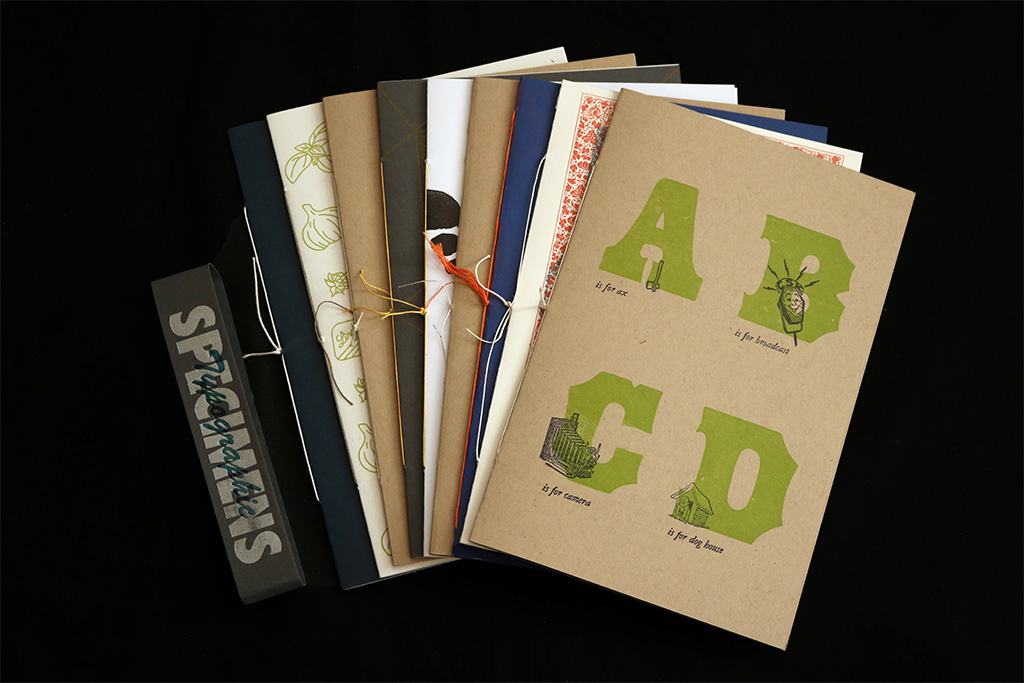 Typographic
SPECIMENS
A
is for ax
B
is for broadcast
C
is for camera
D
is for dog house